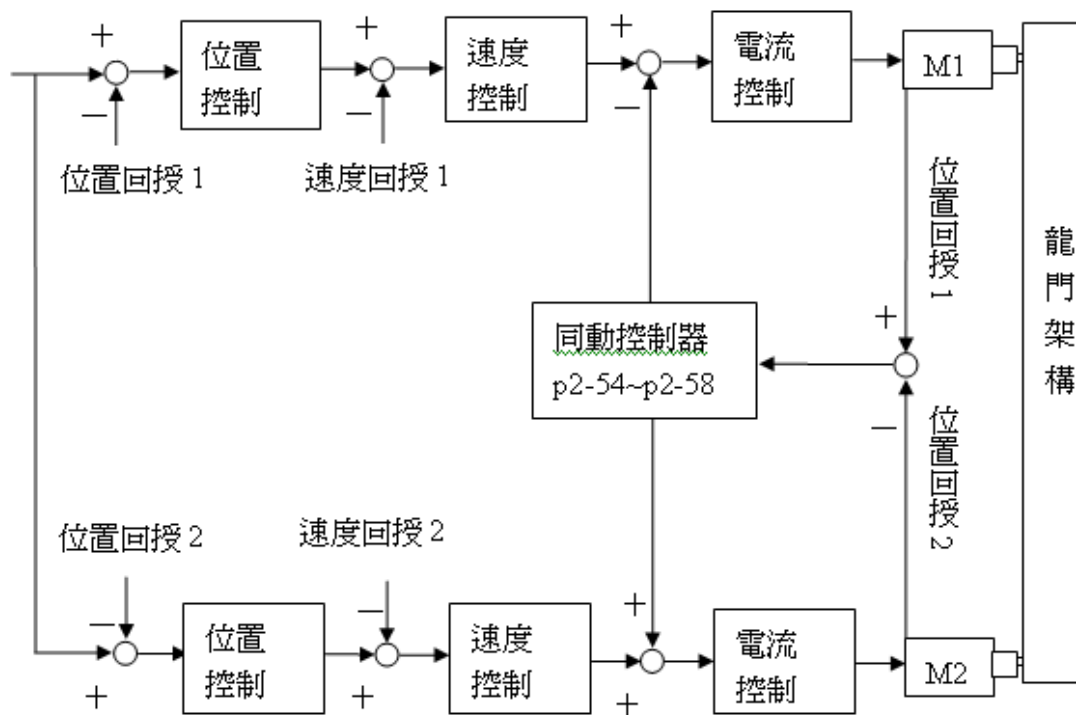 +
位置
控制
+
速度
控制
+
電流
控制
M1
−
位置回授 1
−
速度回授 1
−
位置回授 1
龍門架構
+
同動控制器
p2-54~p2-58
−
位置回授 2
位置回授 2
速度回授 2
−
−
+
位置
控制
+
速度
控制
+
+
電流
控制
M2